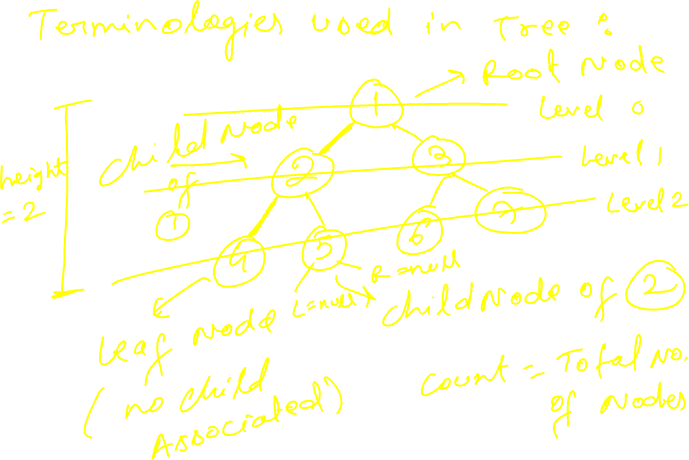 Terminologies used in Tree :
Root Node
1
Level 0
Child Node
of
1
2
3
Level 1
height
= 2
Level 2
4
5
6
7
L=null
R=null
Child Node of 2
Leaf Node
(no child
Associated)
Count = Total No.
of Nodes